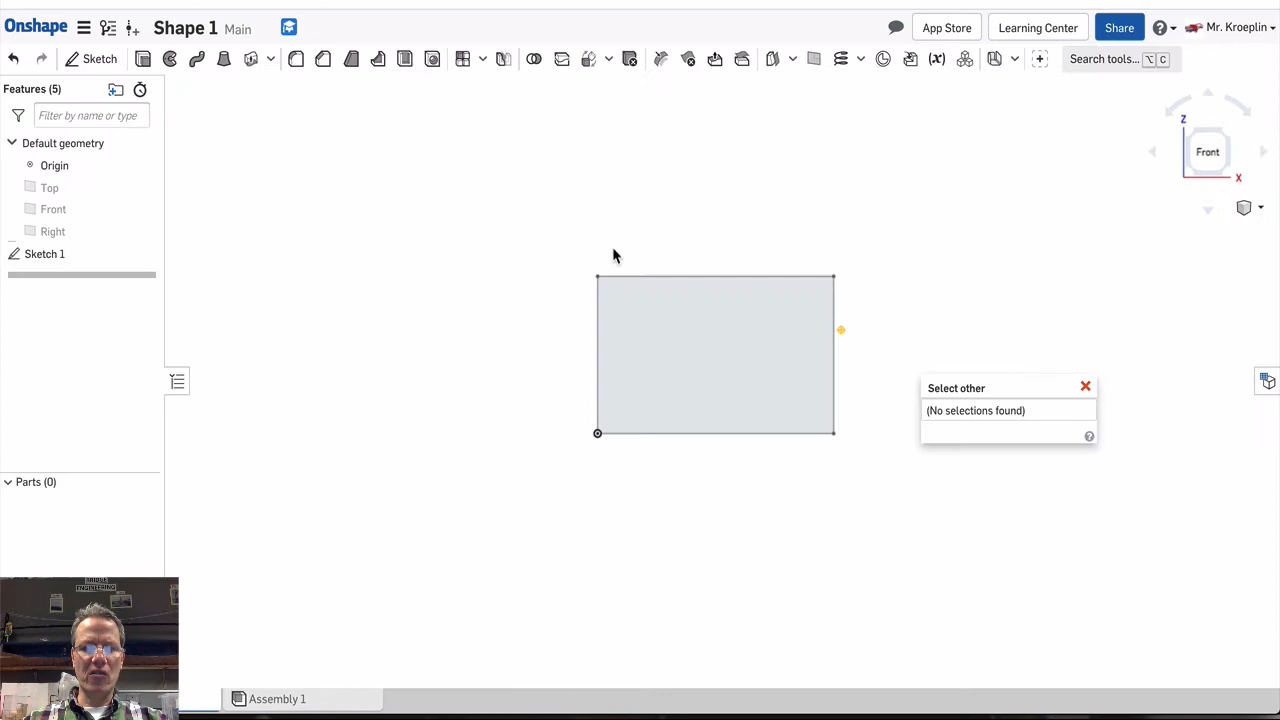 Onshape
Shape 1 Main
App Store
Learning Center
Share
Mr. Kroeplin
Sketch
(x)
Search tools... ⌥ C
Features (5)
Filter by name or type
Default geometry
Origin
Top
Front
Right
Sketch 1
Z
Front
X
Select other
(No selections found)
Parts (0)
ENGINEERING
Assembly 1